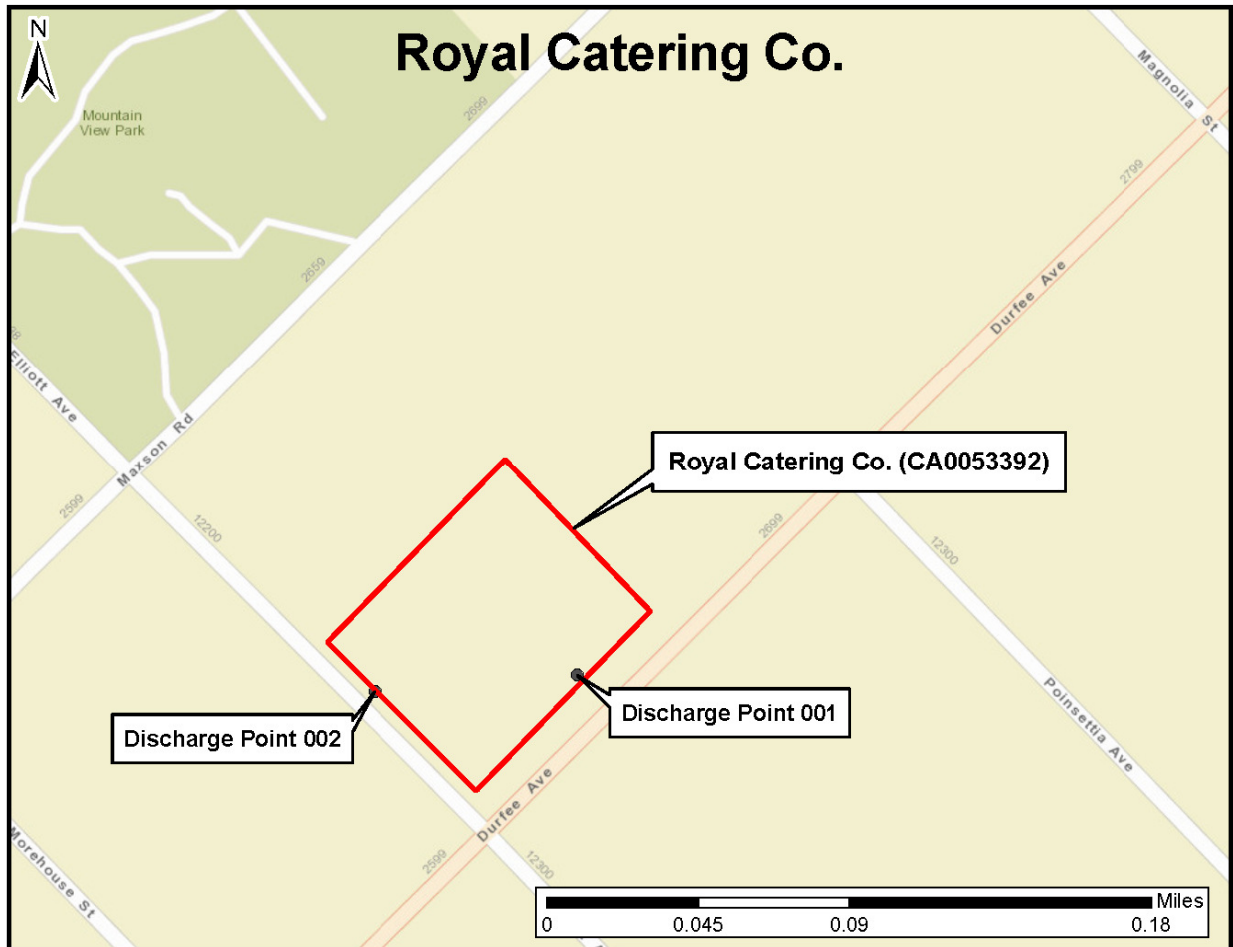 N
Royal Catering Co.
Magnolia St
Mountain
View Park
2699
2799
2659
Durfee Ave
Elliott Ave
Maxson Rd
Royal Catering Co. (CA0053392)
2599
12200
2699
12300
Poinsettia Ave
Discharge Point 001
Discharge Point 002
Durfee Ave
2599
12300
Morehouse St
Miles
0 0.045 0.09 0.18